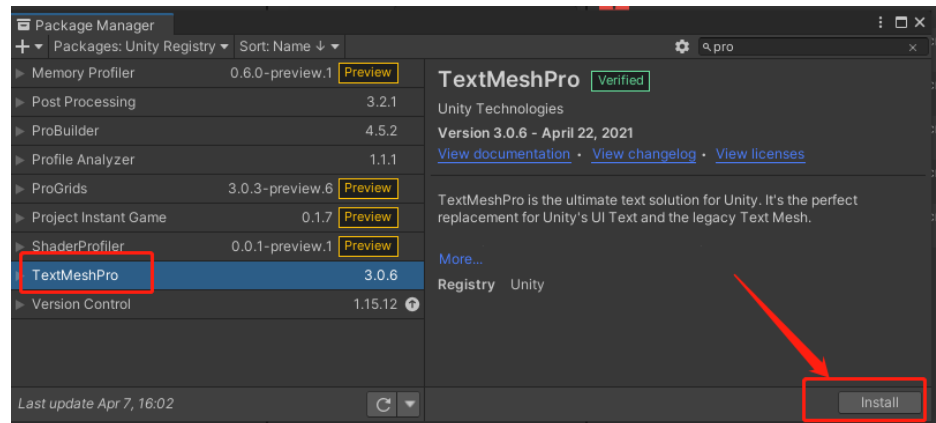 Package Manager
Packages: Unity Registry Sort: Name ↓
pro
Memory Profiler 0.6.0-preview.1 Preview
Post Processing 3.2.1
ProBuilder 4.5.2
Profile Analyzer 1.1.1
ProGrids 3.0.3-preview.6 Preview
Project Instant Game 0.1.7 Preview
ShaderProfiler 0.0.1-preview.1 Preview
TextMeshPro 3.0.6
Version Control 1.15.12
Last update Apr 7, 16:02
TextMeshPro Verified
Unity Technologies
Version 3.0.6 - April 22, 2021
View documentation • View changelog • View licenses
TextMeshPro is the ultimate text solution for Unity. It's the perfect
replacement for Unity's UI Text and the legacy Text Mesh.
More...
Registry Unity
Install